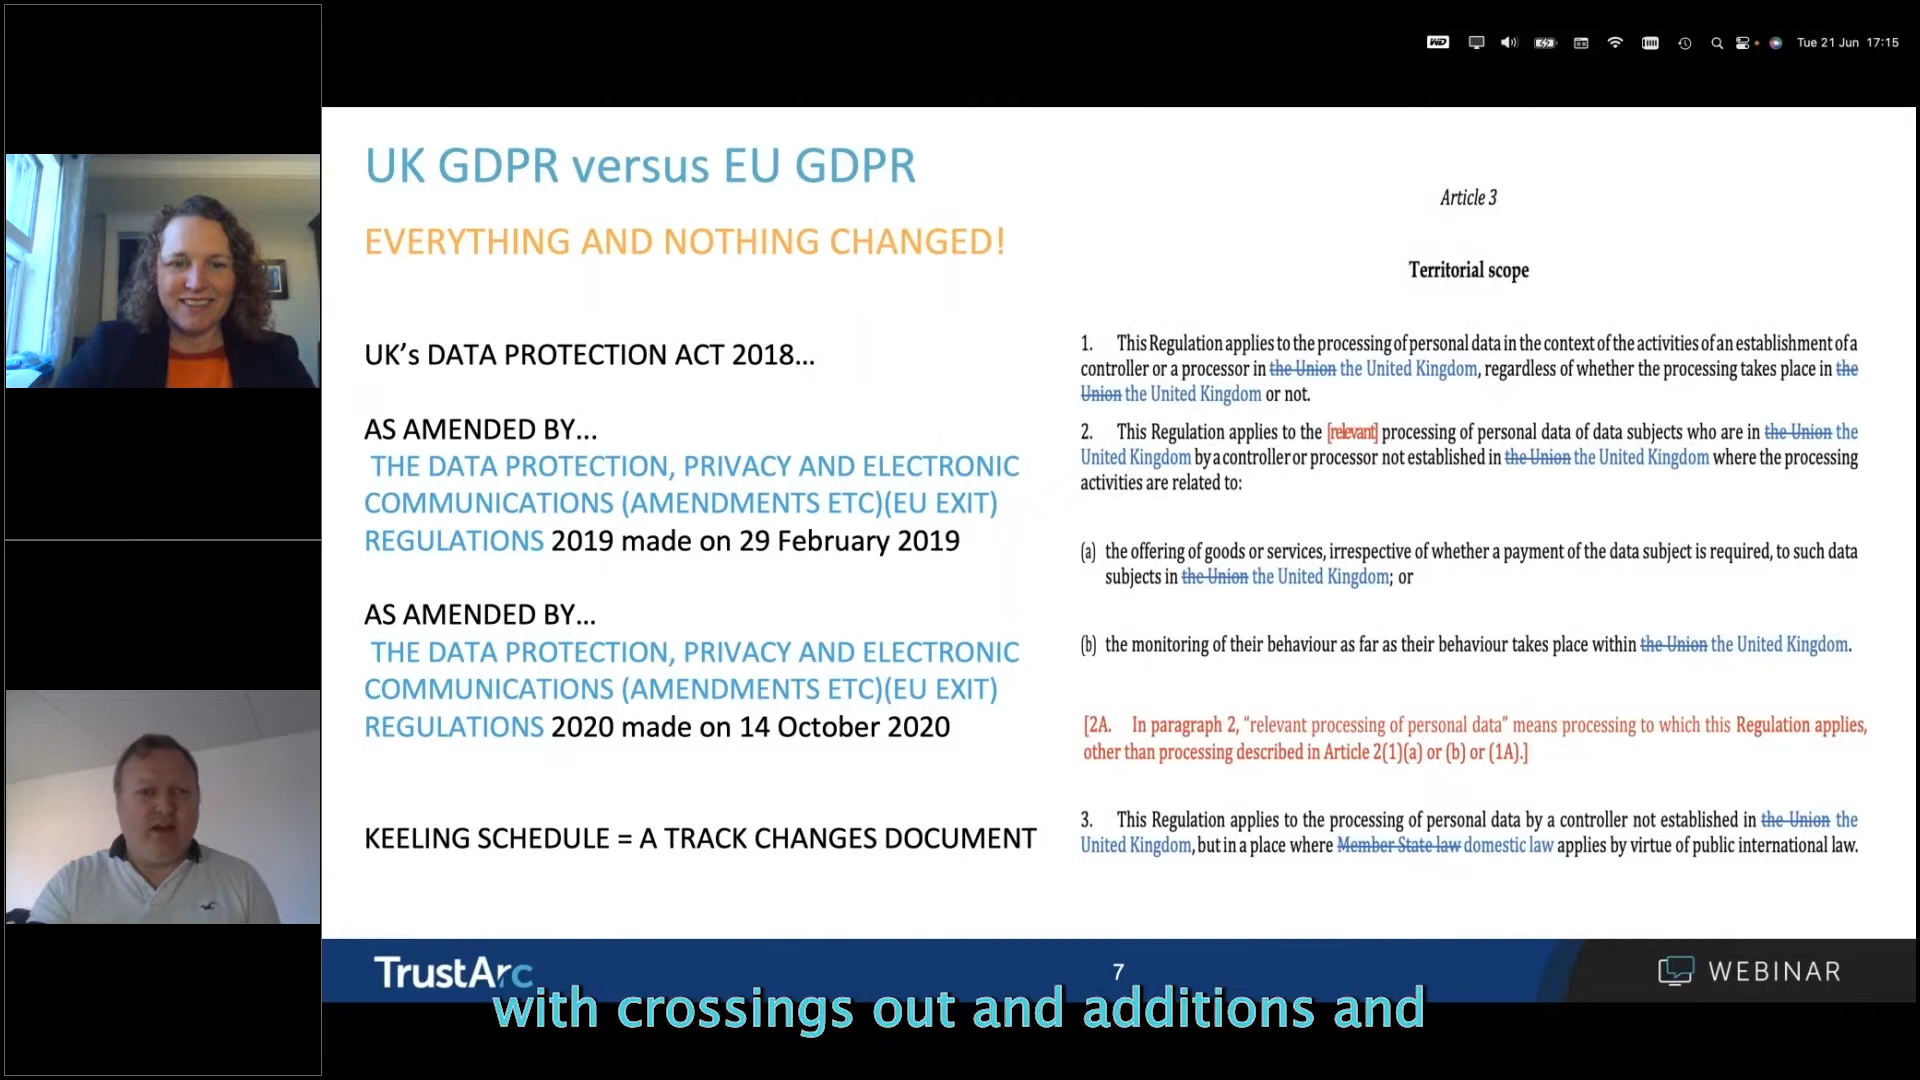 Tue 21 Jun 17:15
UK GDPR versus EU GDPR
EVERYTHING AND NOTHING CHANGED!
UK's DATA PROTECTION ACT 2018...
AS AMENDED BY...
THE DATA PROTECTION, PRIVACY AND ELECTRONIC
COMMUNICATIONS (AMENDMENTS ETC)(EU EXIT)
REGULATIONS 2019 made on 29 February 2019
AS AMENDED BY...
THE DATA PROTECTION, PRIVACY AND ELECTRONIC
COMMUNICATIONS (AMENDMENTS ETC)(EU EXIT)
REGULATIONS 2020 made on 14 October 2020
KEELING SCHEDULE = A TRACK CHANGES DOCUMENT
Article 3
Territorial scope
1. This Regulation applies to the processing of personal data in the context of the activities of an establishment of a
controller or a processor in the Union the United Kingdom, regardless of whether the processing takes place in the
Union the United Kingdom or not.
2. This Regulation applies to the [relevant] processing of personal data of data subjects who are in the Union the
United Kingdom by a controller or processor not established in the Union the United Kingdom where the processing
activities are related to:
(a) the offering of goods or services, irrespective of whether a payment of the data subject is required, to such data
subjects in the Union the United Kingdom; or
(b) the monitoring of their behaviour as far as their behaviour takes place within the Union the United Kingdom.
[2A. In paragraph 2, "relevant processing of personal data" means processing to which this Regulation applies,
other than processing described in Article 2(1)(a) or (b) or (1A).]
3. This Regulation applies to the processing of personal data by a controller not established in the Union the
United Kingdom, but in a place where Member State law domestic law applies by virtue of public international law.
TrustArc
7
WEBINAR
with crossings out and additions and